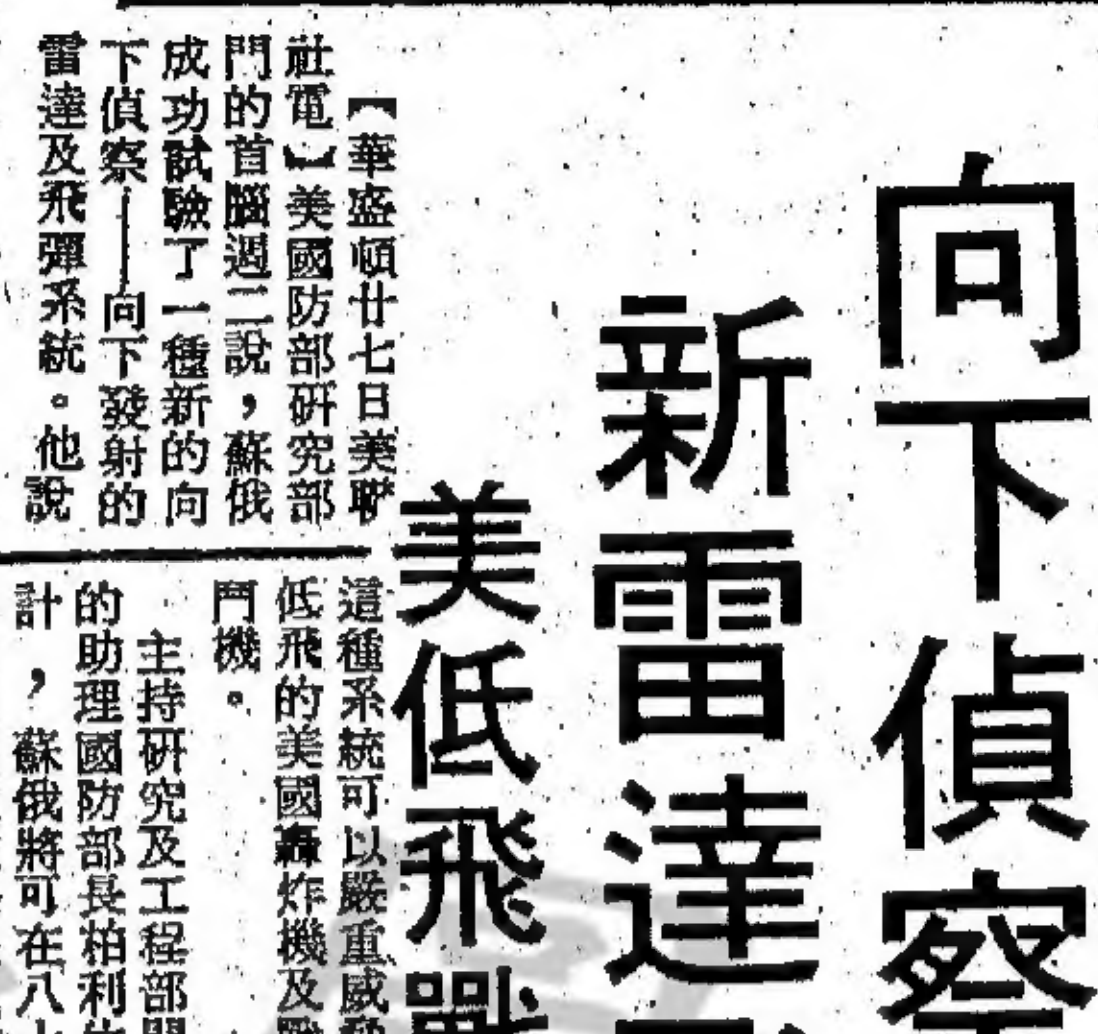 向下偵察
新雷達
美低飛戰
【華盛頓廿七日美聯
社電】美國防部研究部
門的首腦週二說，蘇俄
成功試驗了一種新的向
下偵察——向下發射的
雷達及飛彈系統。他說
這種系統可以嚴重威脅
低飛的美國轟炸機及戰
鬥機。
主持研究及工程部門
的助理國防部長柏利
計，蘇俄將可在八